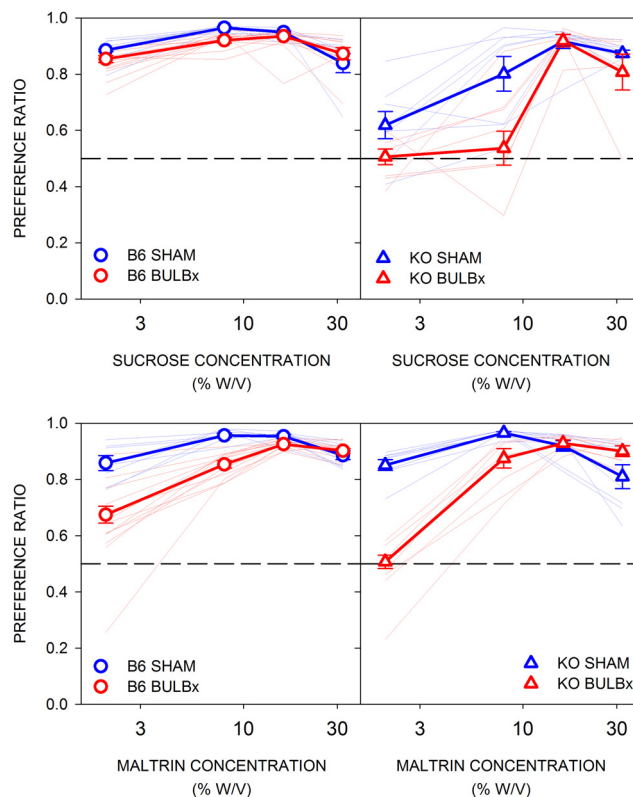 PREFERENCE RATIO
1.0
0.8
0.6
0.4
0.2
0.0
B6 SHAM
B6 BULBx
KO SHAM
KO BULBx
3 10 30 3 10 30
SUCROSE CONCENTRATION
(% W/V)
SUCROSE CONCENTRATION
(% W/V)
PREFERENCE RATIO
1.0
0.8
0.6
0.4
0.2
0.0
B6 SHAM
B6 BULBx
KO SHAM
KO BULBx
3 10 30 3 10 30
MALTRIN CONCENTRATION
(% W/V)
MALTRIN CONCENTRATION
(% W/V)